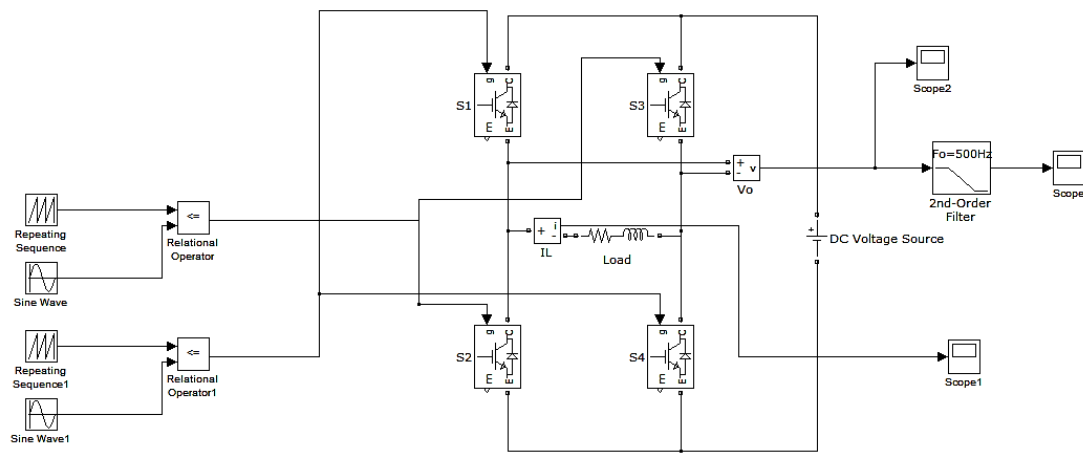 g
C
S1
E
E
g
C
S3
E
E
Scope2
+
-
v
Vo
Fo=500Hz
2nd-Order
Filter
Scope
<=
Repeating
Sequence
Relational
Operator
Sine Wave
+
i
-
IL
Load
+
DC Voltage Source
g
C
S2
E
E
g
C
S4
E
E
<=
Repeating
Sequence1
Relational
Operator1
Sine Wave1
Scope1